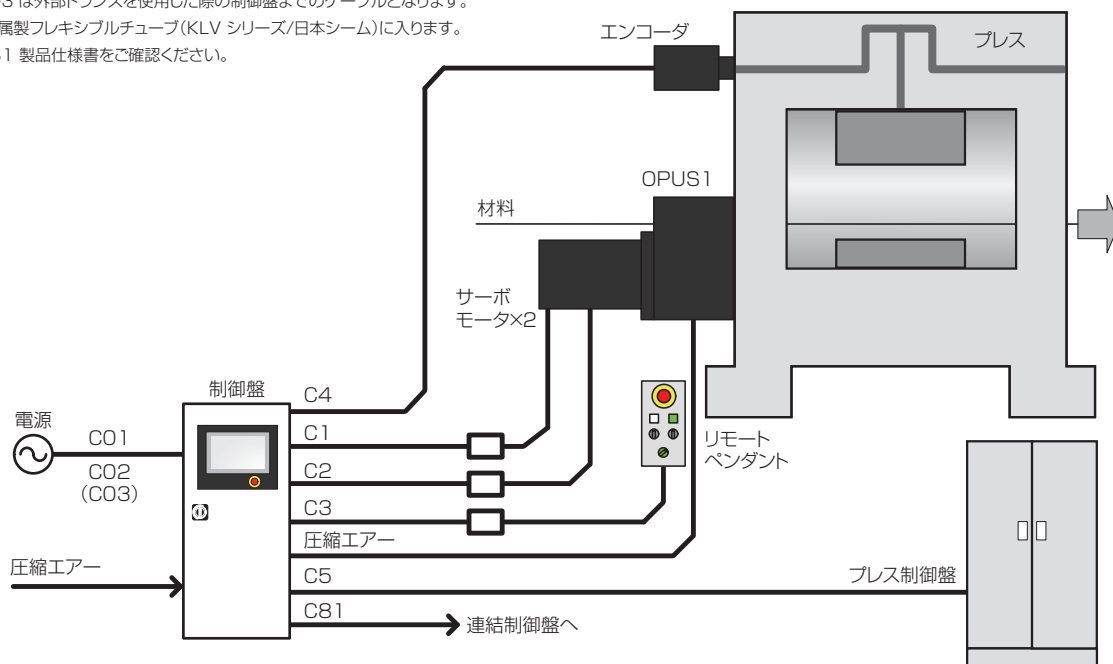 3 は外部トランスを使用した際の制御盤までのケーブルとなります。
属製フレキシブルチューブ(KLV シリーズ/日本シーム)に入ります。
1 製品仕様書をご確認ください。
エンコーダ
プレス
OPUS1
材料
サーボ
モータ×2
制御盤
C4
電源
C01
C1
リモート
ペンダント
C02
(C03)
C2
C3
圧縮エアー
圧縮エアー
C5
プレス制御盤
C81
連結制御盤へ